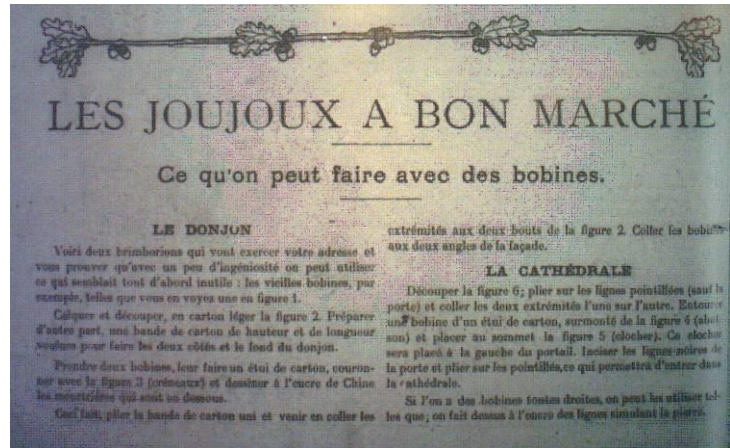 LES JOUJOUX A BON MARCHÉ
Ce qu'on peut faire avec des bobines.
LE DONJON
Voici deux brimborions qui vont exercer votre adresse et
vous prouver qu'avec un peu d'ingéniosité on peut utiliser
ce qui semblait tout d'abord inutile : les vieilles bobines, par
exemple, telles que vous en voyez une en figure 1.
Calquer et découper, en carton léger la figure 2. Préparer
d'autre part, une bande de carton de hauteur et de longueur
voulues pour faire les deux côtés et le fond du donjon.
Prendre deux bobines, leur faire un étui de carton, couron-
ner avec la figure 3 (créneaux) et dessiner à l'encre de Chine
les meurtrières qui sont en dessous.
Ceci fait, plier la bande de carton uni et venir en coller les
extrémités aux deux bouts de la figure 2. Coller les bobines
aux deux angles de la façade.
LA CATHÉDRALE
Découper la figure 6; plier sur les lignes pointillées (sauf la
porte) et coller les deux extrémités l'une sur l'autre. Entourer
une bobine d'un étui de carton, surmonté de la figure 4 (abat
son) et placer au sommet la figure 5 (clocher). Ce clocher
sera placé à la gauche du portail. Inciser les lignes noires de
la porte et plier sur les pointillés, ce qui permettra d'entrer dans
la cathédrale.
Si l'on a des bobines toutes droites, on peut les utiliser tel-
les que; on fait dessus à l'encre des lignes simulant la pierre.